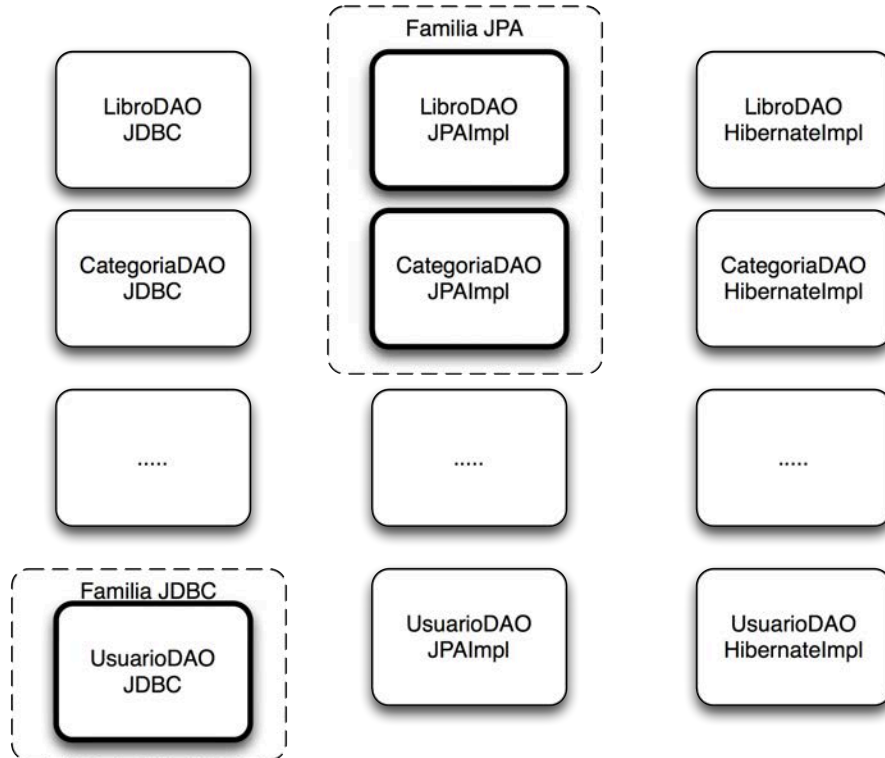 Familia JPA
LibroDAO
JDBC
LibroDAO
JPAImpl
LibroDAO
HibernateImpl
CategoriaDAO
JDBC
CategoriaDAO
JPAImpl
CategoriaDAO
HibernateImpl
.....
.....
.....
Familia JDBC
UsuarioDAO
JDBC
UsuarioDAO
JPAImpl
UsuarioDAO
HibernateImpl